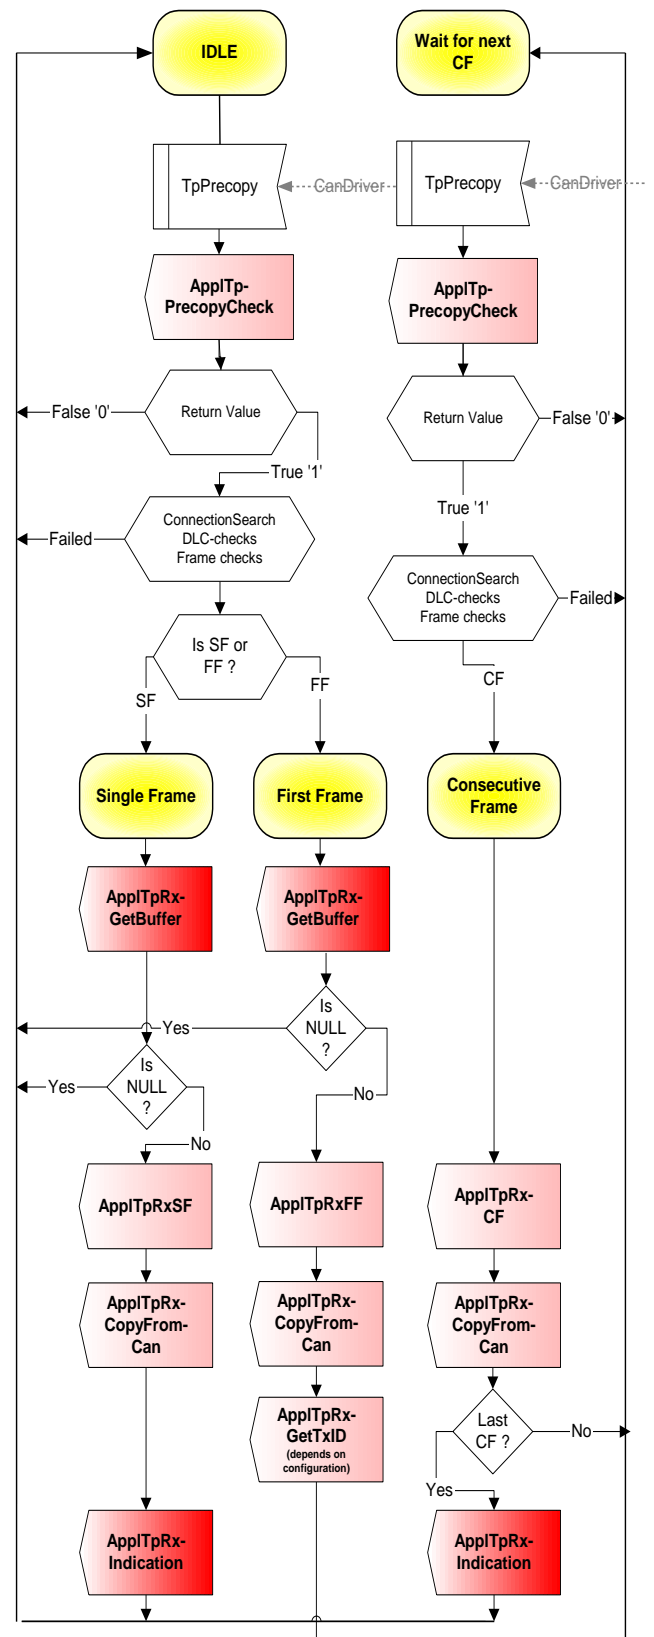 IDLE
Wait for next
CF
TpPrecopy
CanDriver
TpPrecopy
CanDriver
ApplTp-
PrecopyCheck
ApplTp-
PrecopyCheck
False '0'
Return Value
Return Value
False '0'
True '1'
True '1'
Failed
ConnectionSearch
DLC-checks
Frame checks
ConnectionSearch
DLC-checks
Frame checks
Failed
Is SF or
FF ?
SF
FF
CF
Single Frame
First Frame
Consecutive
Frame
ApplTpRx-
GetBuffer
ApplTpRx-
GetBuffer
Is
NULL
?
Yes
Is
NULL
?
Yes
No
No
ApplTpRxSF
ApplTpRxFF
ApplTpRx-
CF
ApplTpRx-
CopyFrom-
Can
ApplTpRx-
CopyFrom-
Can
ApplTpRx-
CopyFrom-
Can
ApplTpRx-
GetTxID
(depends on
configuration)
Last
CF ?
No
Yes
ApplTpRx-
Indication
ApplTpRx-
Indication